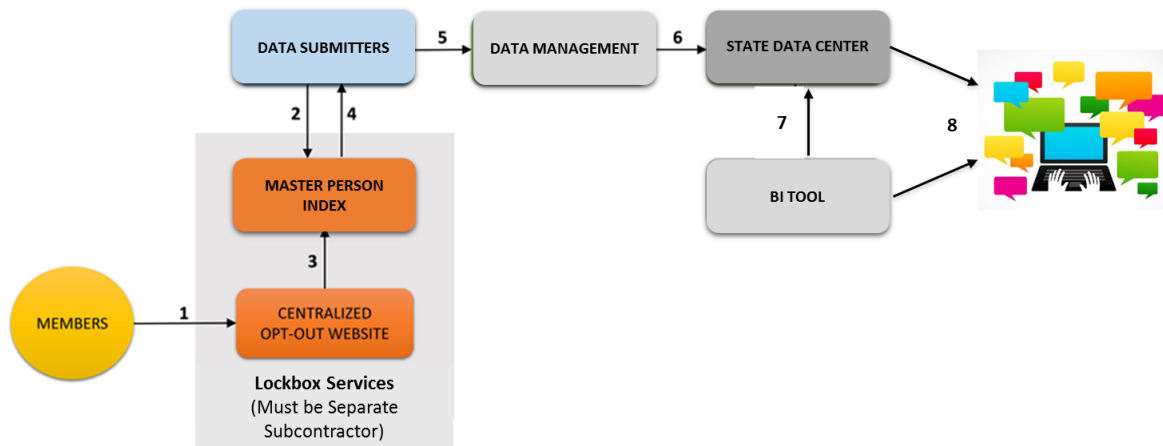 DATA SUBMITTERS
5
DATA MANAGEMENT
6
STATE DATA CENTER
2
4
7
8
MASTER PERSON
INDEX
BI TOOL
3
MEMBERS
1
CENTRALIZED
OPT-OUT WEBSITE
Lockbox Services
(Must be Separate
Subcontractor)